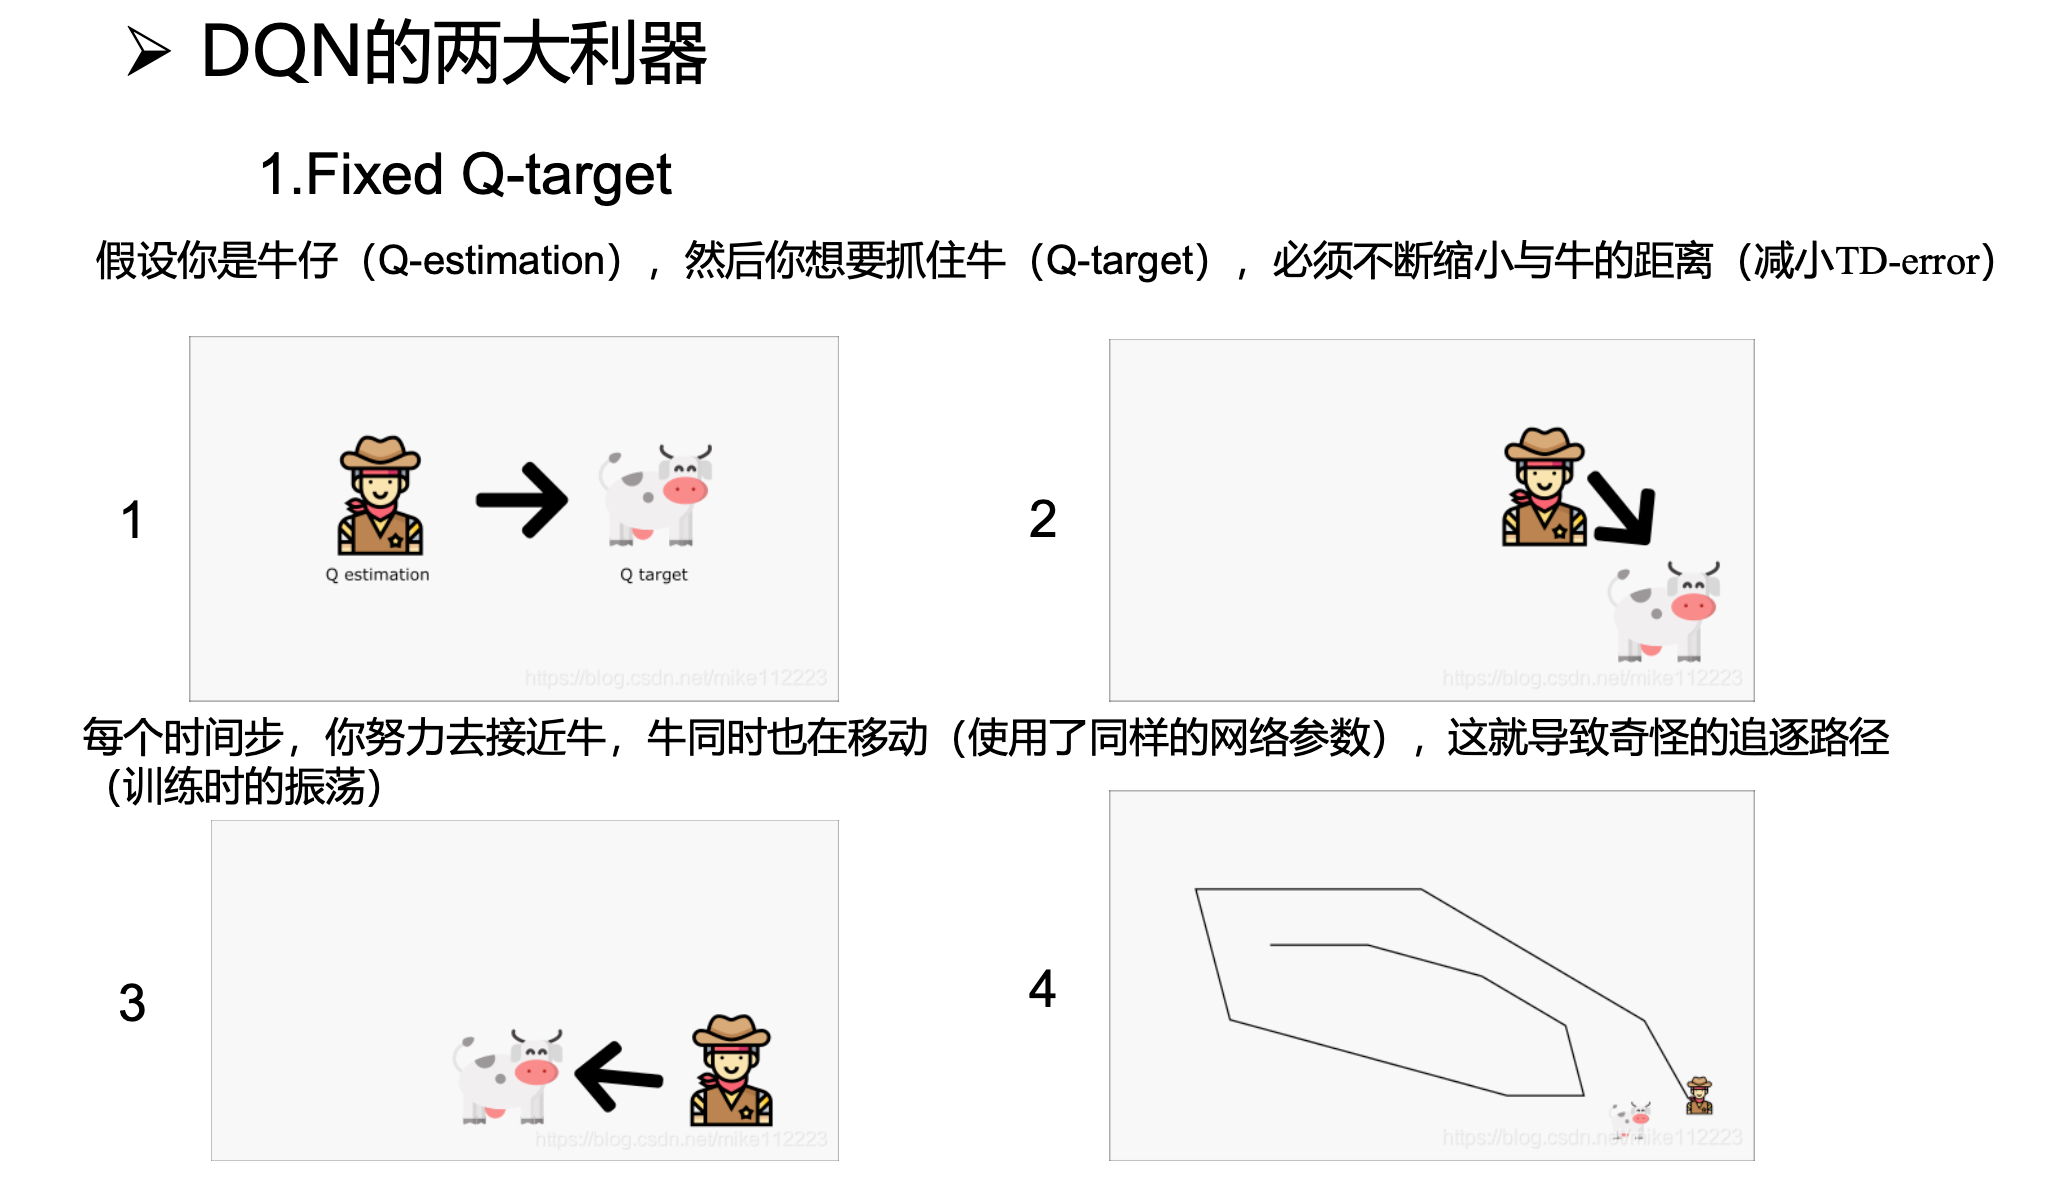 ➢ DQN的两大利器
1.Fixed Q-target
假设你是牛仔（Q-estimation），然后你想要抓住牛（Q-target），必须不断缩小与牛的距离（减小TD-error）
1
Q estimation
Q target
https://blog.csdn.net/mike112223
2
https://blog.csdn.net/mike112223
每个时间步，你努力去接近牛，牛同时也在移动（使用了同样的网络参数），这就导致奇怪的追逐路径
（训练时的振荡）
3
https://blog.csdn.net/mike112223
4
https://blog.csdn.net/mike112223